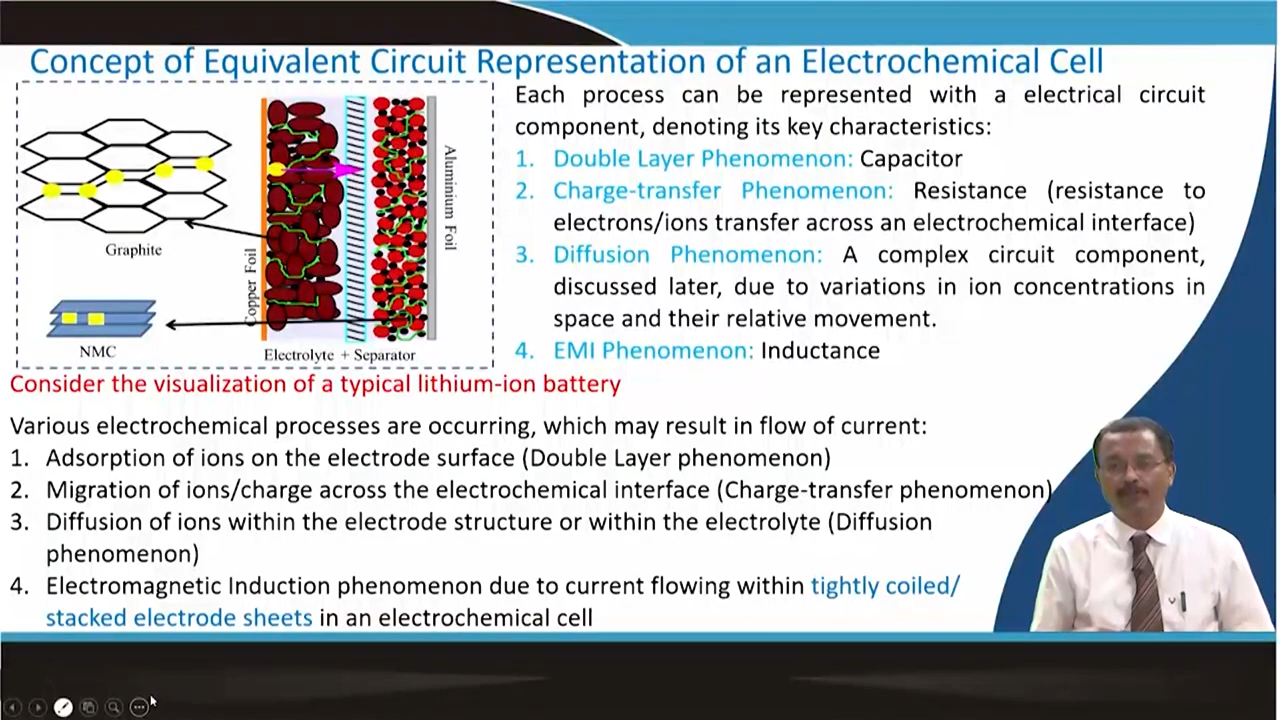 Concept of Equivalent Circuit Representation of an Electrochemical Cell
Graphite
NMC
Copper Foil
Aluminium Foil
Electrolyte + Separator
Each process can be represented with a electrical circuit
component, denoting its key characteristics:
1. Double Layer Phenomenon: Capacitor
2. Charge-transfer Phenomenon: Resistance (resistance to
electrons/ions transfer across an electrochemical interface)
3. Diffusion Phenomenon: A complex circuit component,
discussed later, due to variations in ion concentrations in
space and their relative movement.
4. EMI Phenomenon: Inductance
Consider the visualization of a typical lithium-ion battery
Various electrochemical processes are occurring, which may result in flow of current:
1. Adsorption of ions on the electrode surface (Double Layer phenomenon)
2. Migration of ions/charge across the electrochemical interface (Charge-transfer phenomenon)
3. Diffusion of ions within the electrode structure or within the electrolyte (Diffusion
phenomenon)
4. Electromagnetic Induction phenomenon due to current flowing within tightly coiled/
stacked electrode sheets in an electrochemical cell